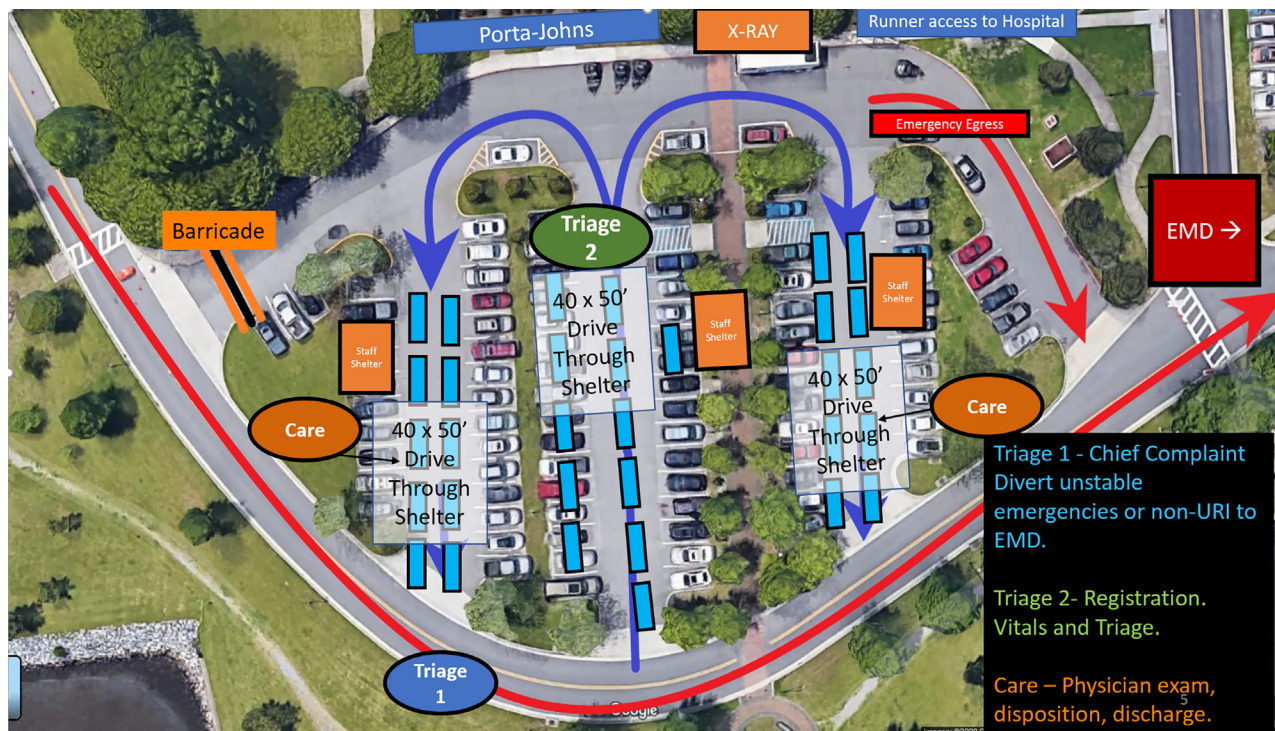 Porta-Johns
X-RAY
Runner access to Hospital
Emergency Egress
EMD →
Barricade
Triage
2
40 x 50'
Drive
Through
Shelter
Staff
Shelter
Staff
Shelter
Staff
Shelter
Care
40 x 50'
Drive
Through
Shelter
40 x 50'
Drive
Through
Shelter
Care
Triage
1
Google
Triage 1 - Chief Complaint
Divert unstable
emergencies or non-URI to
EMD.
Triage 2- Registration.
Vitals and Triage.
Care – Physician exam,
disposition, discharge.
5